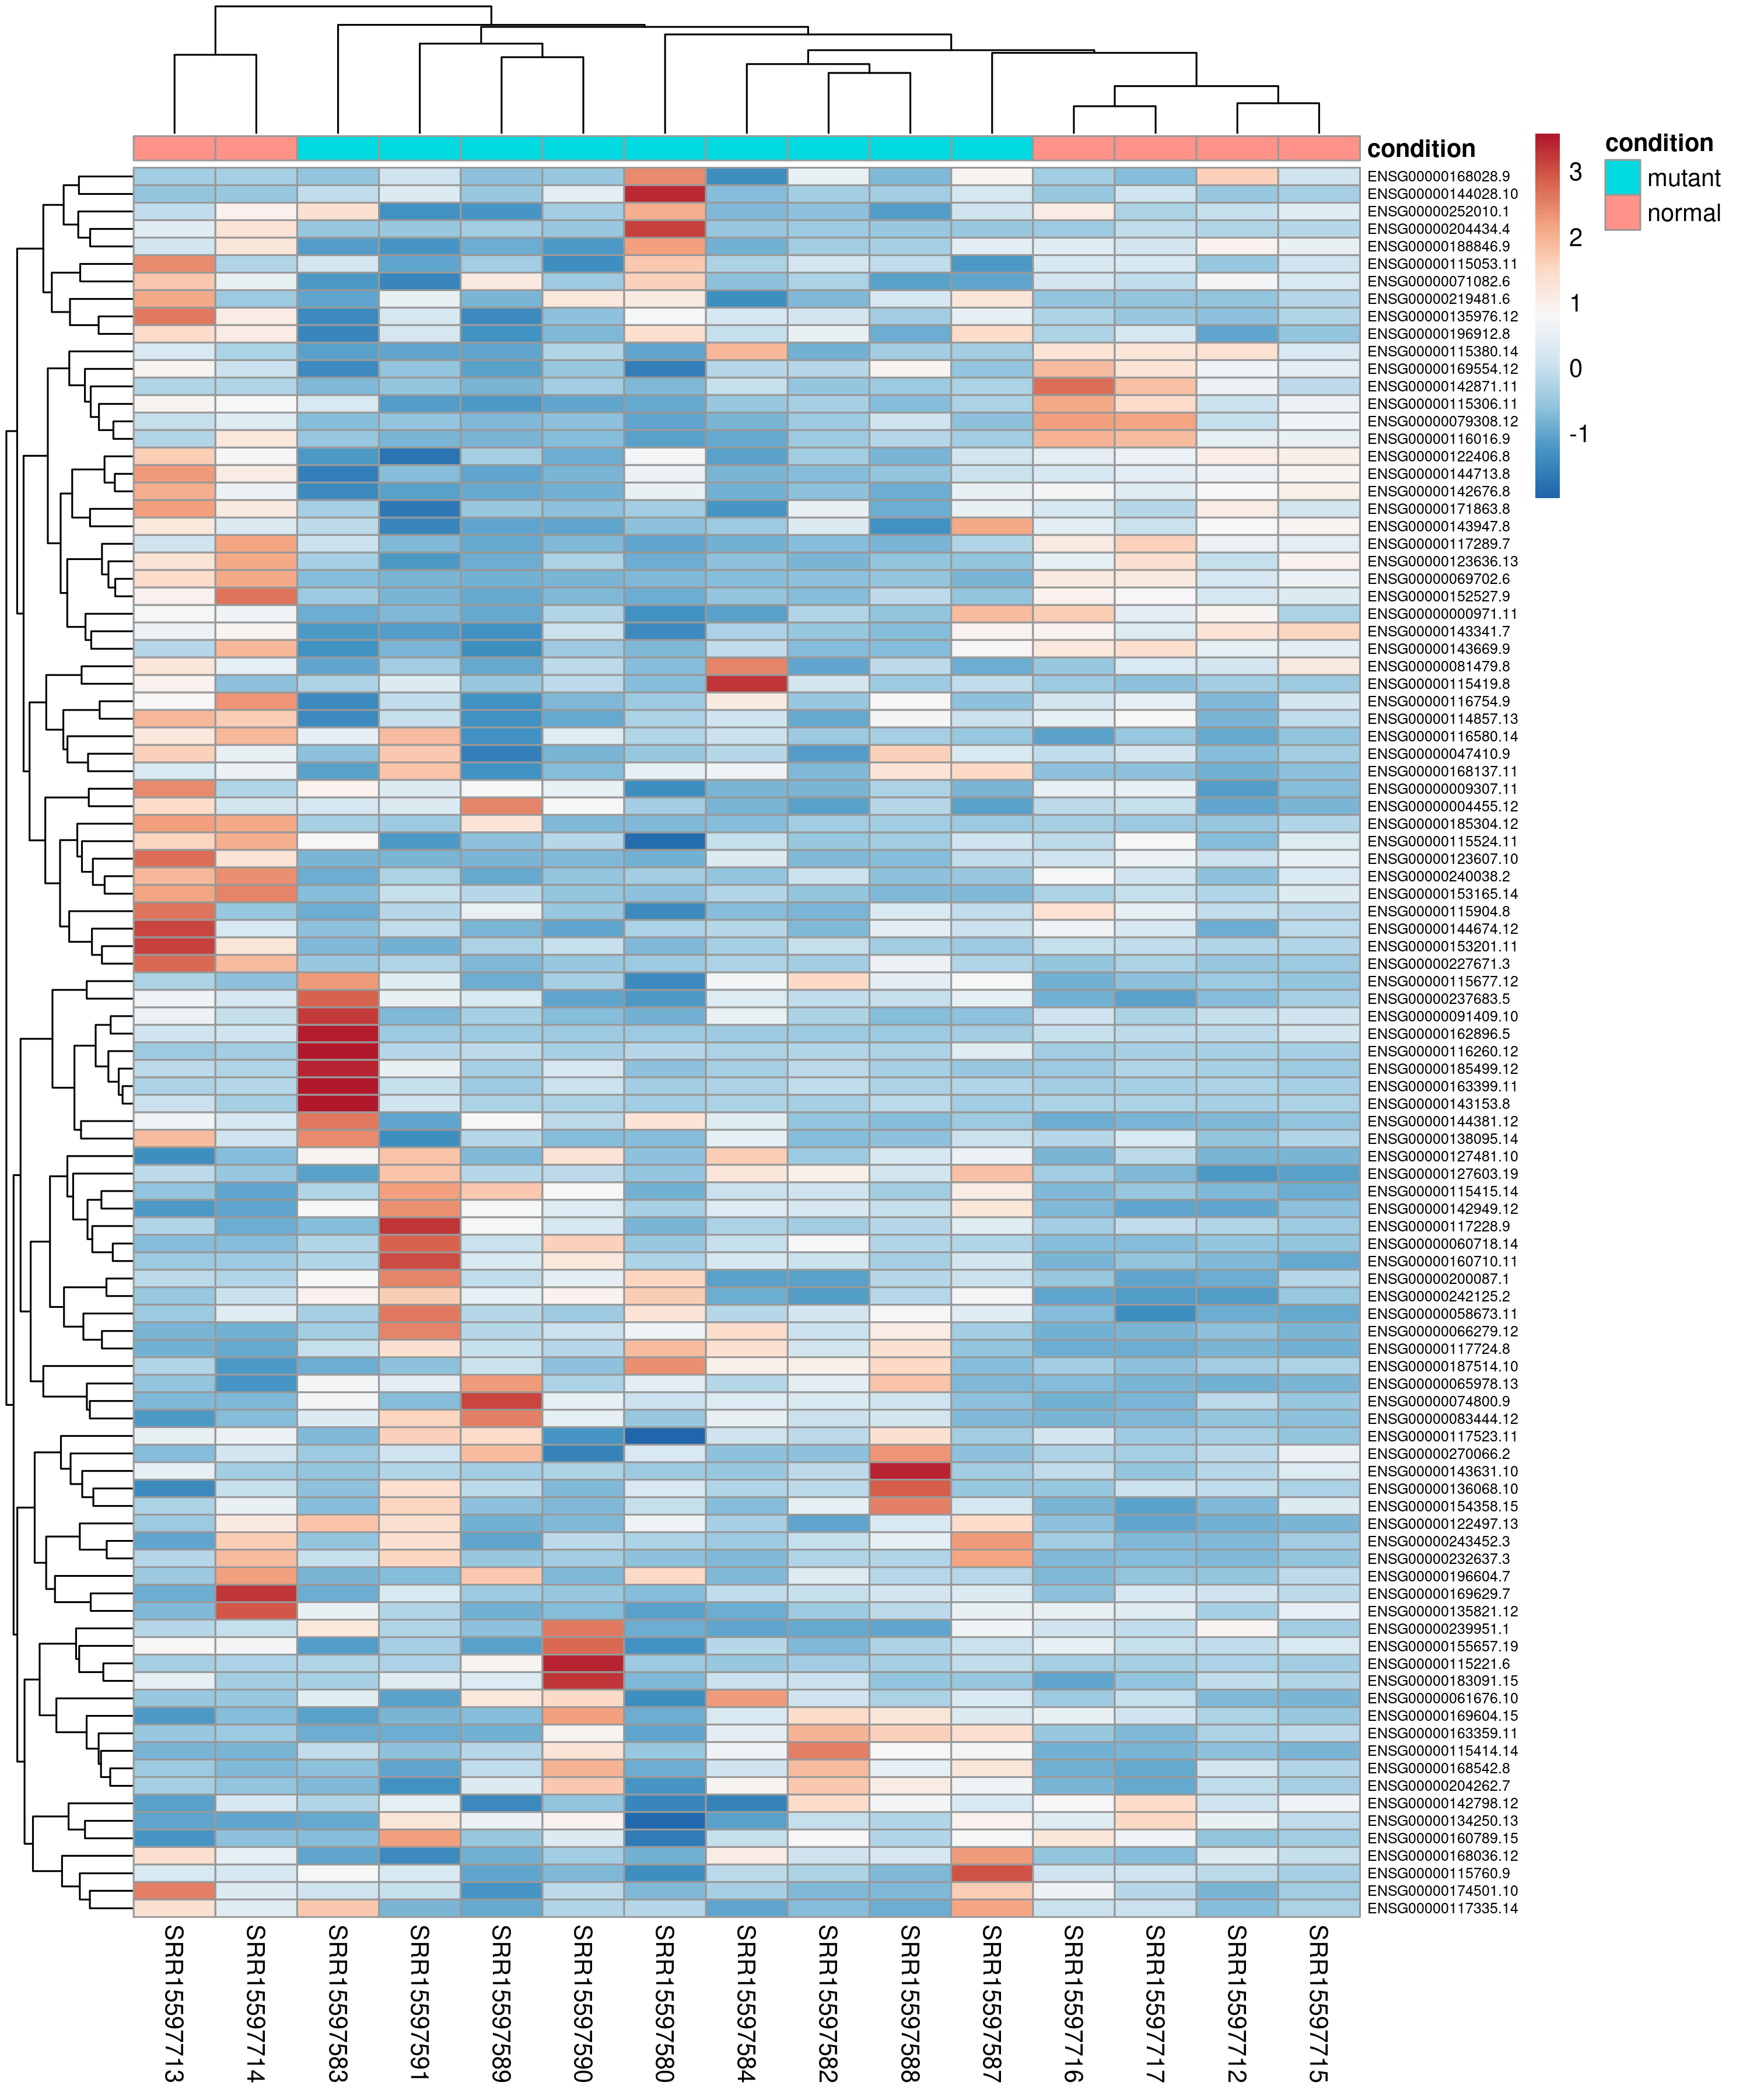 condition
ENSG00000168028.9
ENSG00000144028.10
ENSG00000252010.1
ENSG00000204434.4
ENSG00000188846.9
ENSG00000115053.11
ENSG00000071082.6
ENSG00000219481.6
ENSG00000135976.12
ENSG00000196912.8
ENSG00000115380.14
ENSG00000169554.12
ENSG00000142871.11
ENSG00000115306.11
ENSG00000079308.12
ENSG00000116016.9
ENSG00000122406.8
ENSG00000144713.8
ENSG00000142676.8
ENSG00000171863.8
ENSG00000143947.8
ENSG00000117289.7
ENSG00000123636.13
ENSG00000069702.6
ENSG00000152527.9
ENSG00000000971.11
ENSG00000143341.7
ENSG00000143669.9
ENSG00000081479.8
ENSG00000115419.8
ENSG00000116754.9
ENSG00000114857.13
ENSG00000116580.14
ENSG00000047410.9
ENSG00000168137.11
ENSG00000009307.11
ENSG00000004455.12
ENSG00000185304.12
ENSG00000115524.11
ENSG00000123607.10
ENSG00000240038.2
ENSG00000153165.14
ENSG00000115904.8
ENSG00000144674.12
ENSG00000153201.11
ENSG00000227671.3
ENSG00000115677.12
ENSG00000237683.5
ENSG00000091409.10
ENSG00000162896.5
ENSG00000116260.12
ENSG00000185499.12
ENSG00000163399.11
ENSG00000143153.8
ENSG00000144381.12
ENSG00000138095.14
ENSG00000127481.10
ENSG00000127603.19
ENSG00000115415.14
ENSG00000142949.12
ENSG00000117228.9
ENSG00000060718.14
ENSG00000160710.11
ENSG00000200087.1
ENSG00000242125.2
ENSG00000058673.11
ENSG00000066279.12
ENSG00000117724.8
ENSG00000187514.10
ENSG00000065978.13
ENSG00000074800.9
ENSG00000083444.12
ENSG00000117523.11
ENSG00000270066.2
ENSG00000143631.10
ENSG00000136068.10
ENSG00000154358.15
ENSG00000122497.13
ENSG00000243452.3
ENSG00000232637.3
ENSG00000196604.7
ENSG00000169629.7
ENSG00000135821.12
ENSG00000239951.1
ENSG00000155657.19
ENSG00000115221.6
ENSG00000183091.15
ENSG00000061676.10
ENSG00000169604.15
ENSG00000163359.11
ENSG00000115414.14
ENSG00000168542.8
ENSG00000204262.7
ENSG00000142798.12
ENSG00000134250.13
ENSG00000160789.15
ENSG00000168036.12
ENSG00000115760.9
ENSG00000174501.10
ENSG00000117335.14
SRR15597713
SRR15597714
SRR15597583
SRR15597591
SRR15597589
SRR15597590
SRR15597580
SRR15597584
SRR15597582
SRR15597588
SRR15597587
SRR15597716
SRR15597717
SRR15597712
SRR15597715
3
2
1
0
-1
condition
mutant
normal